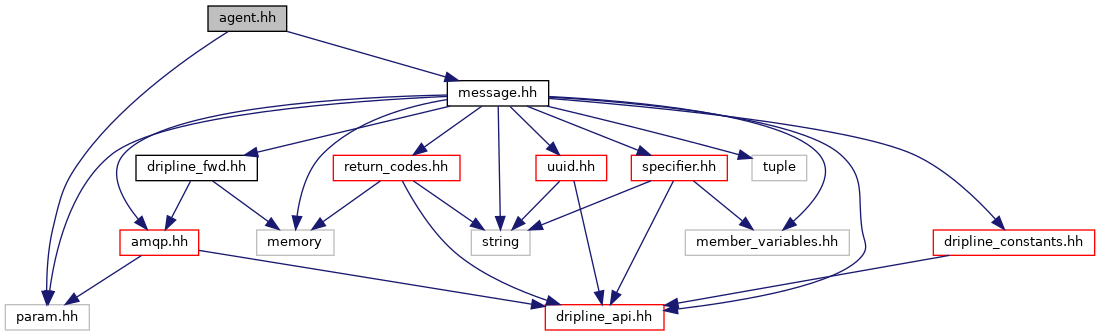 agent.hh
message.hh
dripline_fwd.hh
return_codes.hh
uuid.hh
specifier.hh
tuple
amqp.hh
memory
string
member_variables.hh
dripline_constants.hh
param.hh
dripline_api.hh